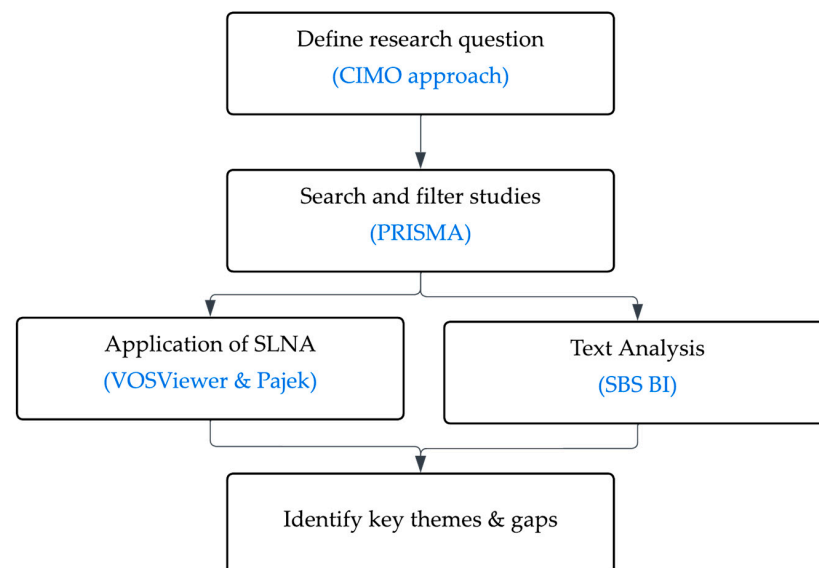 Define research question
(CIMO approach)
Search and filter studies
(PRISMA)
Application of SLNA
(VOSViewer & Pajek)
Text Analysis
(SBS BI)
Identify key themes & gaps